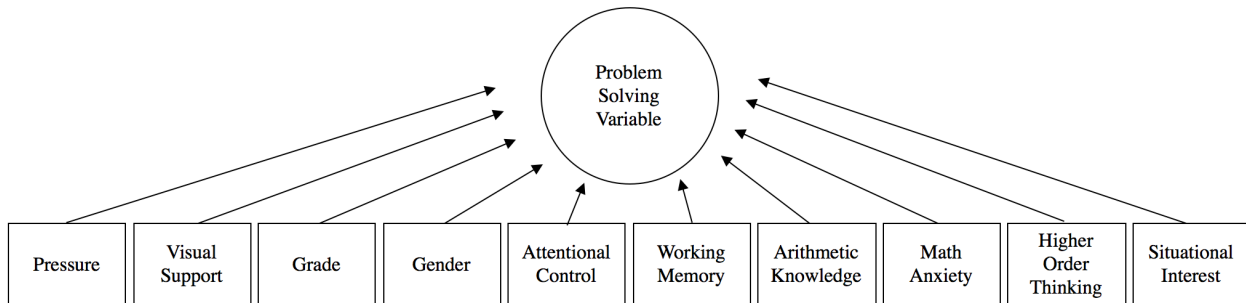 Problem
Solving
Variable
Pressure
Visual
Support
Grade
Gender
Attentional
Control
Working
Memory
Arithmetic
Knowledge
Math
Anxiety
Higher
Order
Thinking
Situational
Interest